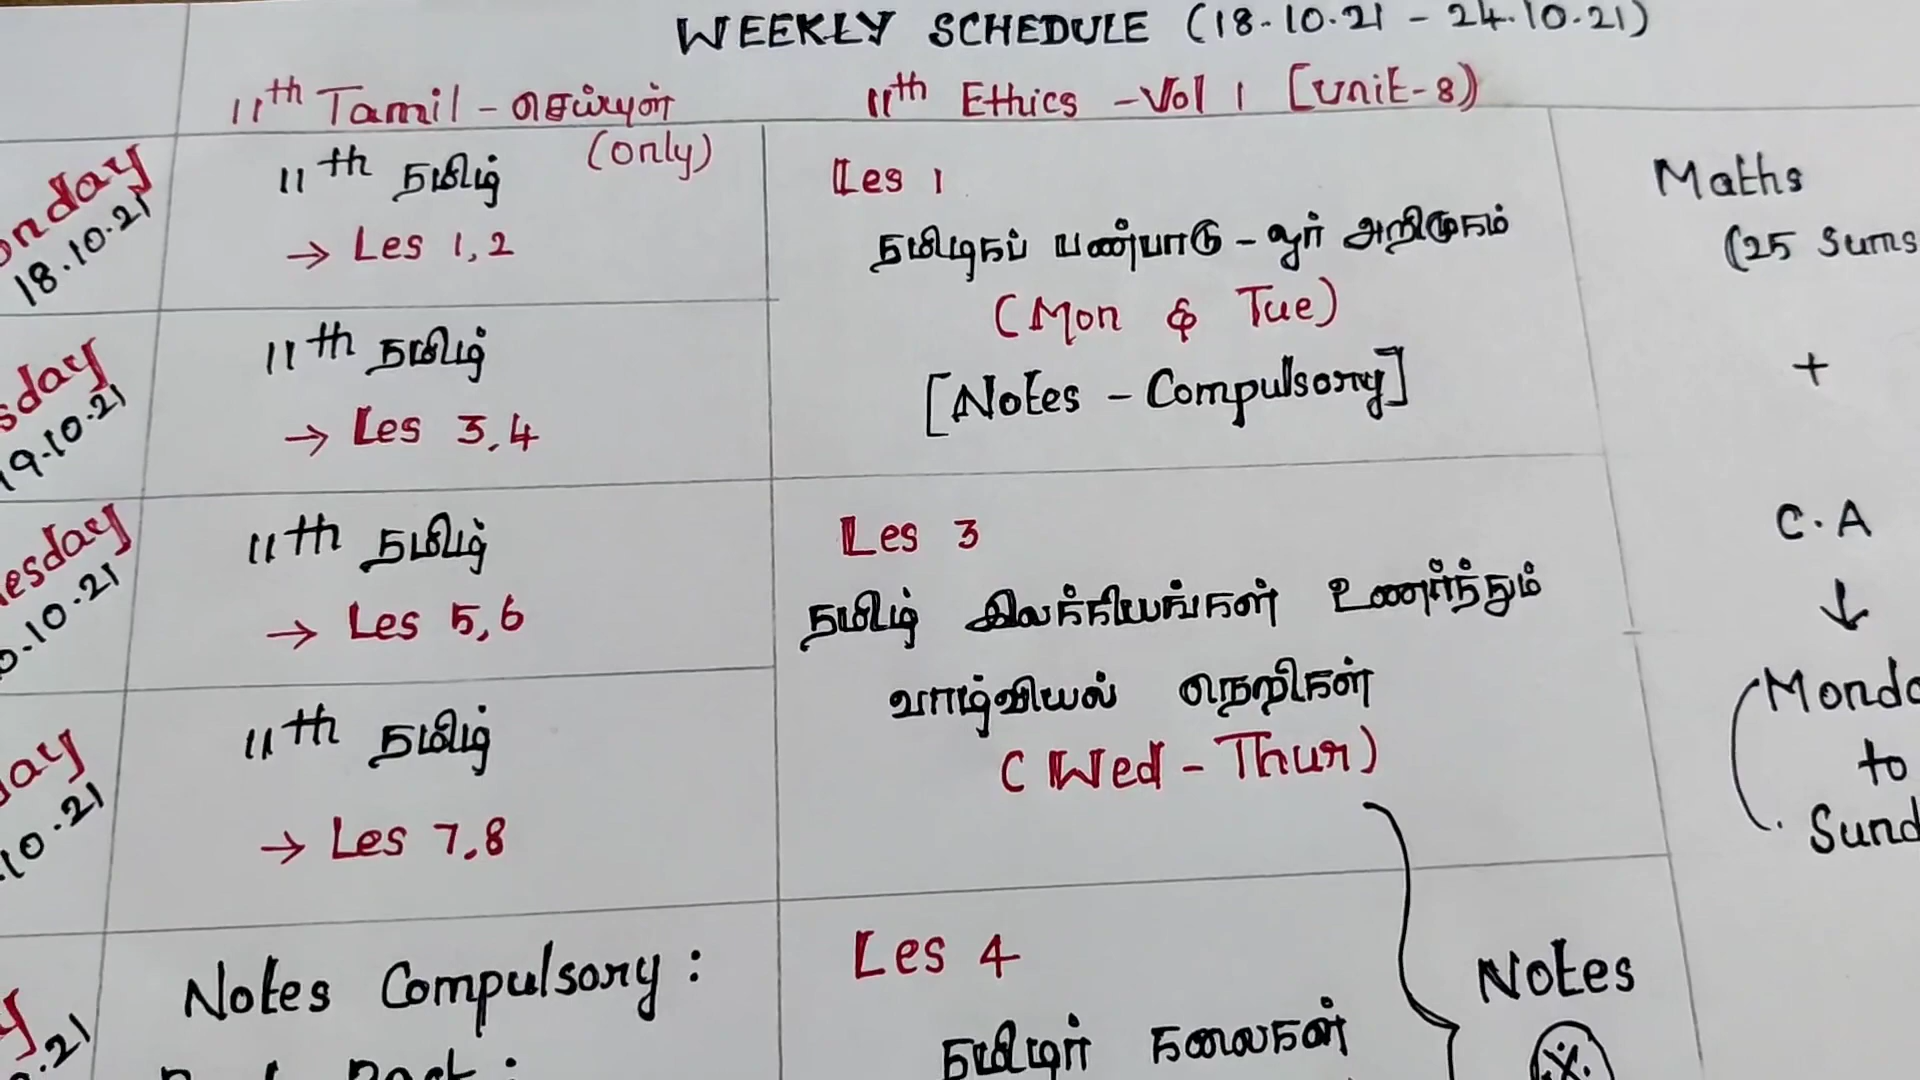 WEEKLY SCHEDULE (18.10.21 - 24.10.21)
11th Tamil - செய்யுள் (only)
11th Ethics - Vol 1 [Unit-8)
18.10.21
11th தமிழ்
→ Les 1,2
Les 1
தமிழகப் பண்பாடு - ஓர் அறிமுகம்
(Mon & Tue)
[Notes - Compulsory]
Maths
(25 Sums
+
11th தமிழ்
→ Les 3,4
11th தமிழ்
→ Les 5,6
Les 3
தமிழ் இலக்கியங்கள் உணர்த்தும்
வாழ்வியல் நெறிகள்
(Wed - Thur)
C.A
↓
to
11th தமிழ்
→ Les 7,8
Notes Compulsory :
Les 4
தமிழர் கலைகள்
Notes